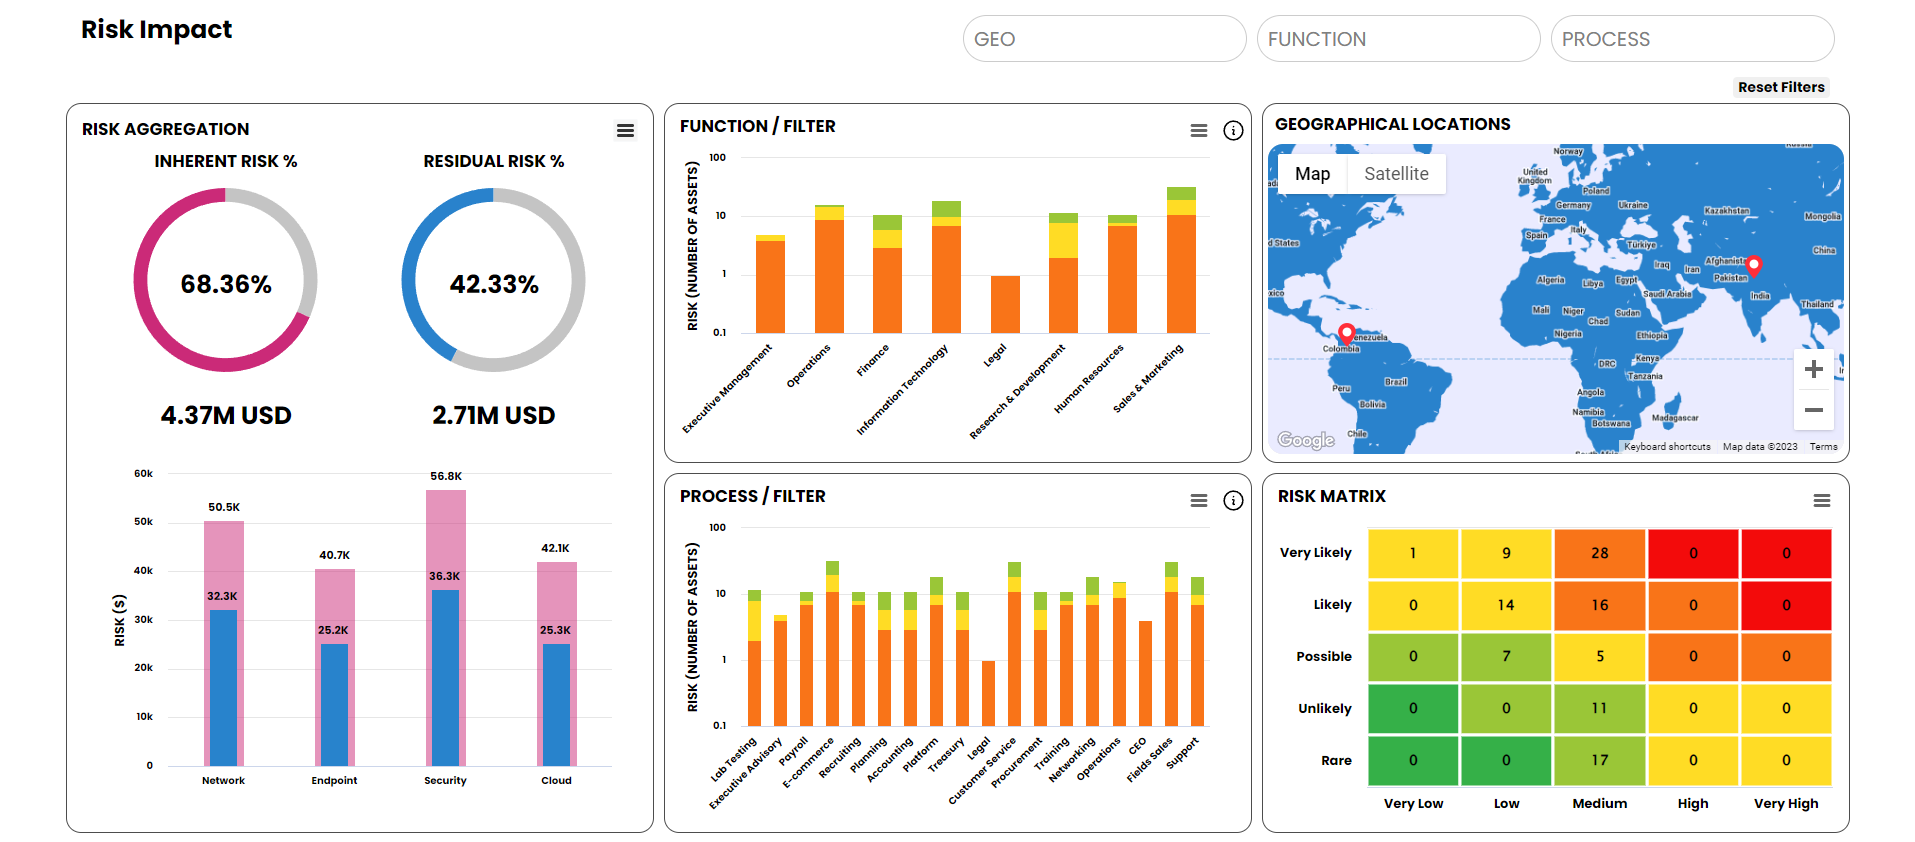 Risk Impact
GEO
FUNCTION
PROCESS
Reset Filters
RISK AGGREGATION
INHERENT RISK %
RESIDUAL RISK %
68.36%
42.33%
4.37M USD
2.71M USD
RISK ($)
60k
50k
40k
30k
20k
10k
0
50.5K
32.3K
40.7K
25.2K
56.8K
36.3K
42.1K
25.3K
Network
Endpoint
Security
Cloud
FUNCTION / FILTER
RISK (NUMBER OF ASSETS)
100
10
1
0.1
Executive Management
Operations
Finance
Information Technology
Legal
Research & Development
Human Resources
Sales & Marketing
PROCESS / FILTER
RISK (NUMBER OF ASSETS)
100
10
1
0.1
Lab Testing
Executive Advisory
Payroll
E-commerce
Recruiting
Planning
Accounting
Platform
Treasury
Legal
Customer Service
Procurement
Training
Networking
Operations
CEO
Fields Sales
Support
GEOGRAPHICAL LOCATIONS
Map
Satellite
Norway
United
Kingdom
Poland
Germany
Ukraine
France
Kazakhstan
Mongolia
Spain
Italy
Türkiye
China
d States
Afghanista
Iraq
Iran
Pakistan
Algeria
Libya
Egypt
Saudi Arabia
India
Thailand
xico
Mali
Niger
Chad
Sudan
Nigeria
Ethiopia
enezuela
Colombia
DRC
Kenya
Tanzania
Peru
Brazil
Angola
Bolivia
Namibia
Botswana
Madagascar
Chile
Google
Keyboard shortcuts
Map data ©2023
Terms
RISK MATRIX
Very Likely 1 9 28 0 0
Likely 0 14 16 0 0
Possible 0 7 5 0 0
Unlikely 0 0 11 0 0
Rare 0 0 17 0 0
Very Low Low Medium High Very High